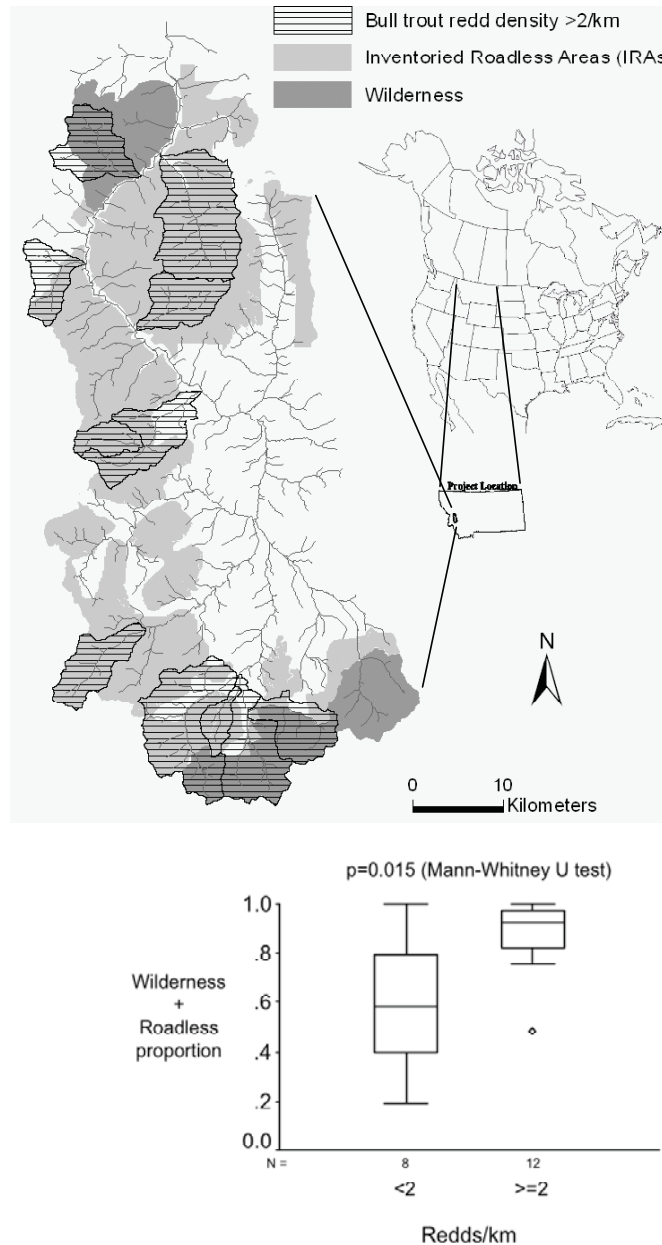 Bull trout redd density >2/km
Inventoried Roadless Areas (IRAs
Wilderness
Project Location
N
0 10
Kilometers
p=0.015 (Mann-Whitney U test)
1.0
.8
.6
.4
.2
0.0
Wilderness
+
Roadless
proportion
N = 8 12
<2 >=2
Redds/km